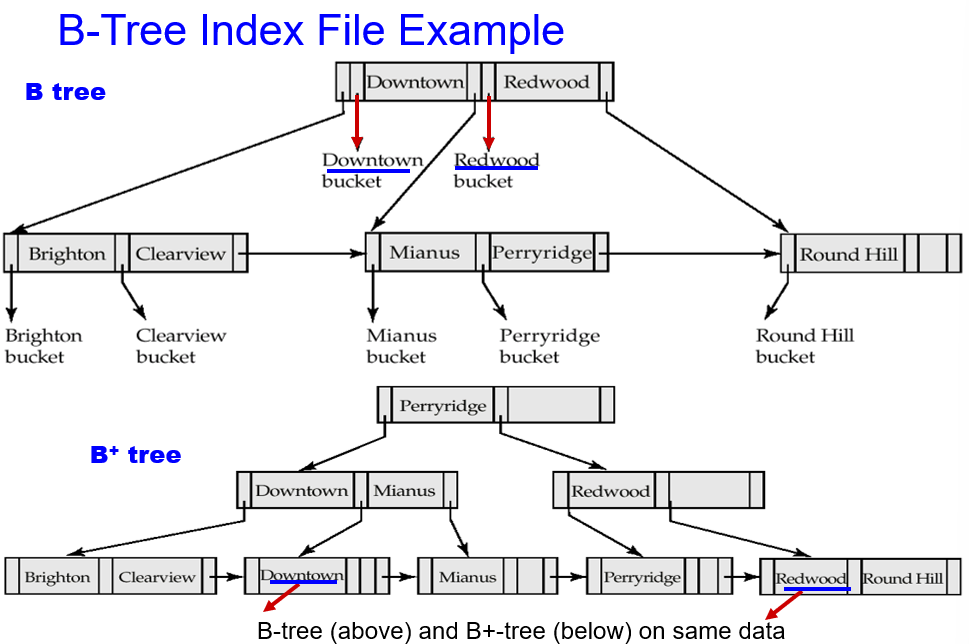 B-Tree Index File Example
B tree
Downtown Redwood
Downtown
bucket
Redwood
bucket
Brighton Clearview
Mianus Perryridge
Round Hill
Brighton
bucket
Clearview
bucket
Mianus
bucket
Perryridge
bucket
Round Hill
bucket
Perryridge
B+ tree
Downtown Mianus
Redwood
Brighton Clearview
Downtown
Mianus
Perryridge
Redwood Round Hill
B-tree (above) and B+-tree (below) on same data